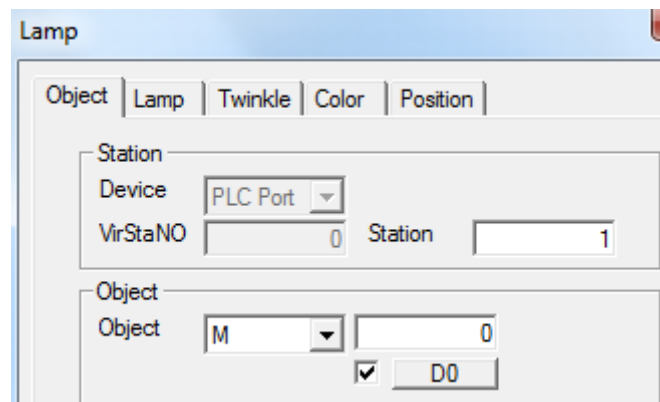 Lamp
Object Lamp Twinkle Color Position
Station
Device PLC Port
VirStaNO 0 Station 1
Object
Object M 0
D0